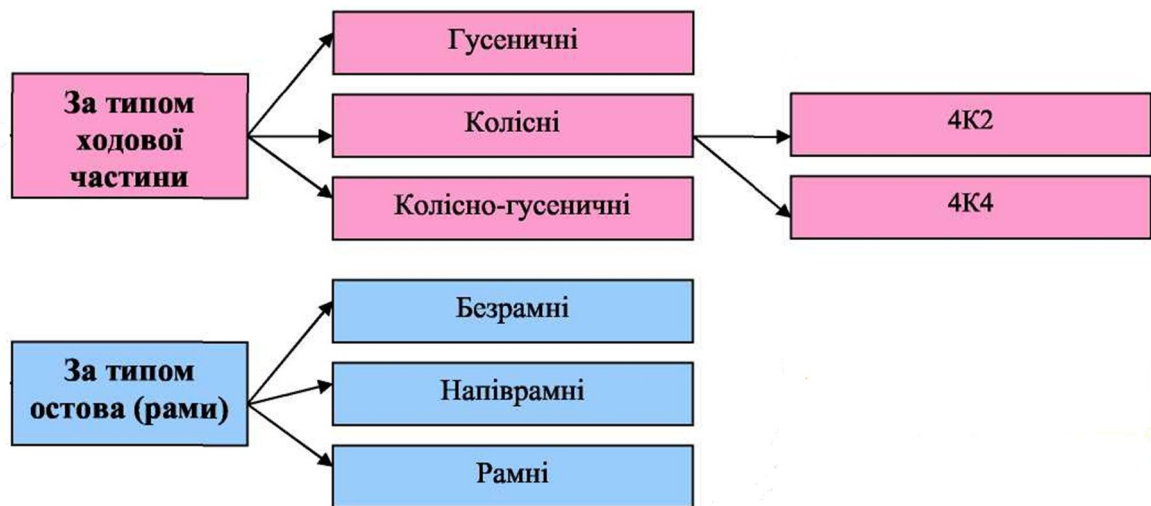 За типом
ходової
частини
Гусеничні
Колісні
Колісно-гусеничні
4К2
4К4
За типом
остова (рами)
Безрамні
Напіврамні
Рамні